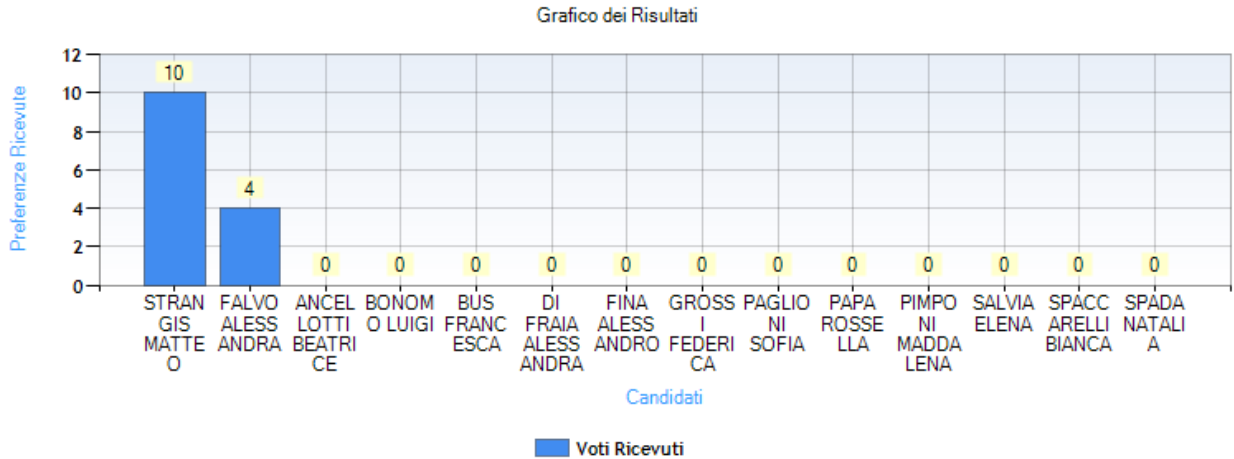 Grafico dei Risultati
Preferenze Ricevute
12
10
8
6
4
2
0
10
4
0
0
0
0
0
0
0
0
0
0
0
0
STRAN
GIS
MATTE
O
FALVO
ALESS
ANDRA
ANCEL
LOTTI
BEATRI
CE
BONOM
O LUIGI
BUS
FRANC
ESCA
DI
FRAIA
ALESS
ANDRA
FINA
ALESS
ANDRO
GROSS
I
FEDERI
CA
PAGLIO
NI
SOFIA
PAPA
ROSSE
LLA
PIMPO
NI
MADDA
LENA
SALVIA
ELENA
SPACC
ARELLI
BIANCA
SPADA
NATALI
A
Candidati
Voti Ricevuti